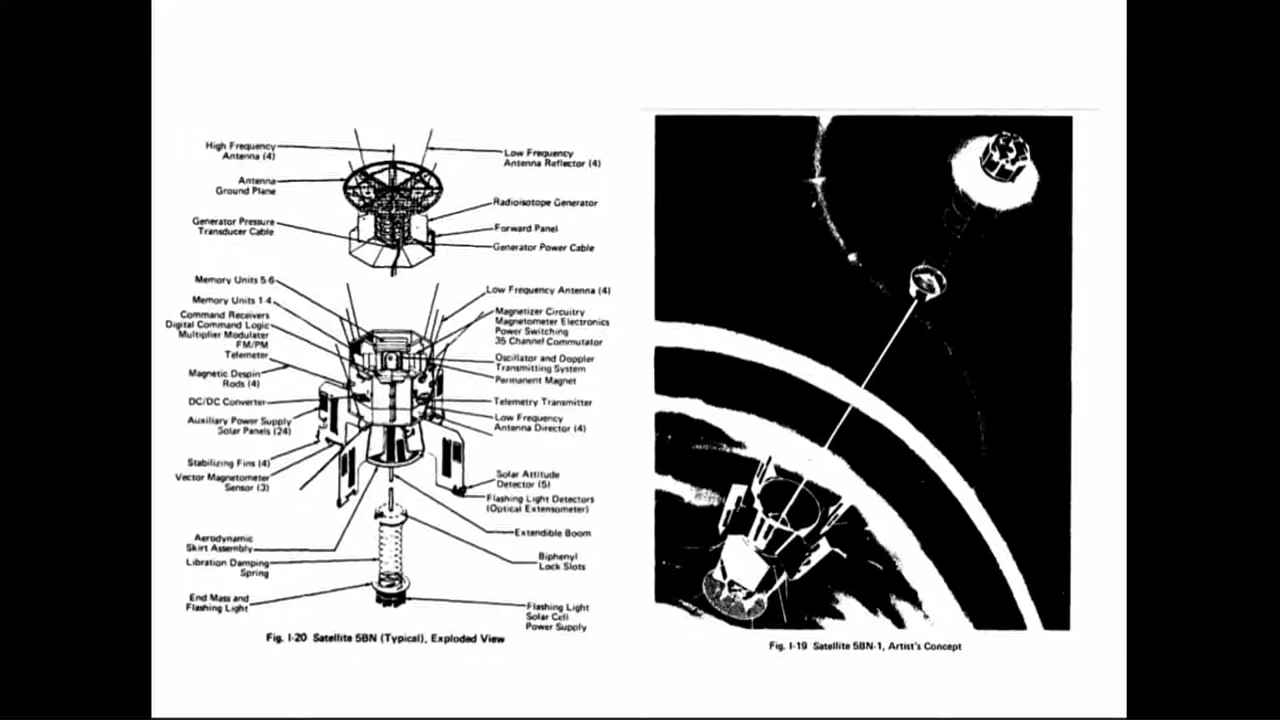 High Frequency
Antenna (4)
Antenna
Ground Plane
Generator Pressure
Transducer Cable
Low Frequency
Antenna Reflector (4)
Radioisotope Generator
Forward Panel
Generator Power Cable
Memory Units 5-6
Memory Units 1-4
Command Receivers
Digital Command Logic
Multiplier Modulater
FM/PM
Telemeter
Magnetic Despin
Rods (4)
DC/DC Converter
Auxiliary Power Supply
Solar Panels (24)
Stabilizing Fins (4)
Vector Magnetometer
Sensor (3)
Aerodynamic
Skirt Assembly
Libration Damping
Spring
End Mass and
Flashing Light
Low Frequency Antenna (4)
Magnetizer Circuitry
Magnetometer Electronics
Power Switching
35 Channel Commutator
Oscillator and Doppler
Transmitting System
Permanent Magnet
Telemetry Transmitter
Low Frequency
Antenna Director (4)
Solar Attitude
Detector (5)
Flashing Light Detectors
(Optical Extensometer)
Extendible Boom
Biphenyl
Lock Slots
Flashing Light
Solar Cell
Power Supply
Fig. I-20 Satellite 5BN (Typical), Exploded View
Fig. I-19 Satellite 5BN-1, Artist's Concept